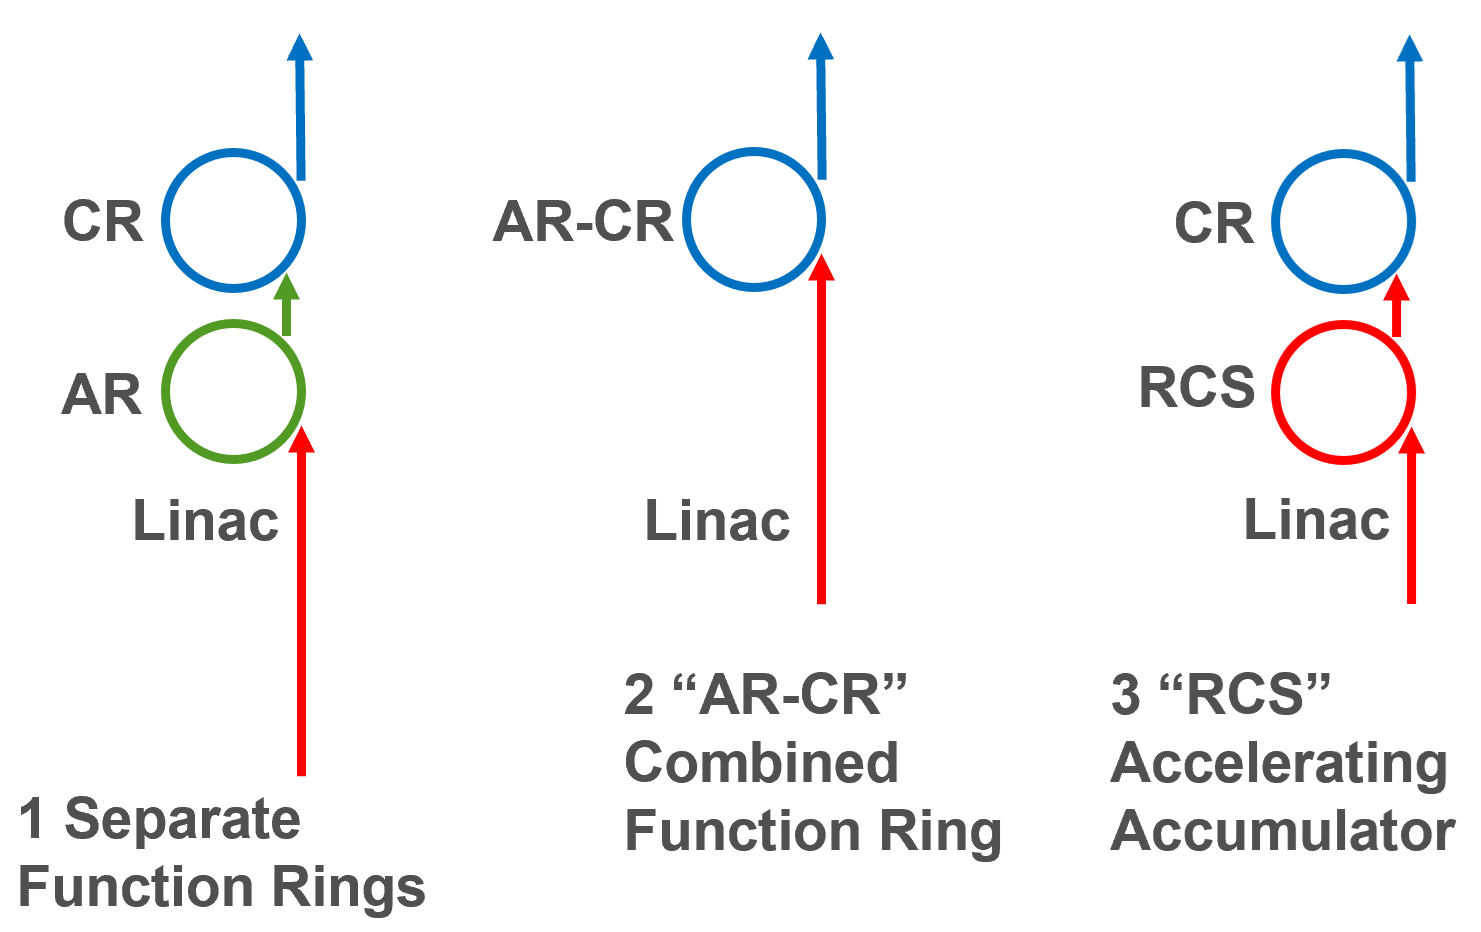 CR
AR
Linac
1 Separate
Function Rings
AR-CR
Linac
2 “AR-CR”
Combined
Function Ring
CR
RCS
Linac
3 “RCS”
Accelerating
Accumulator